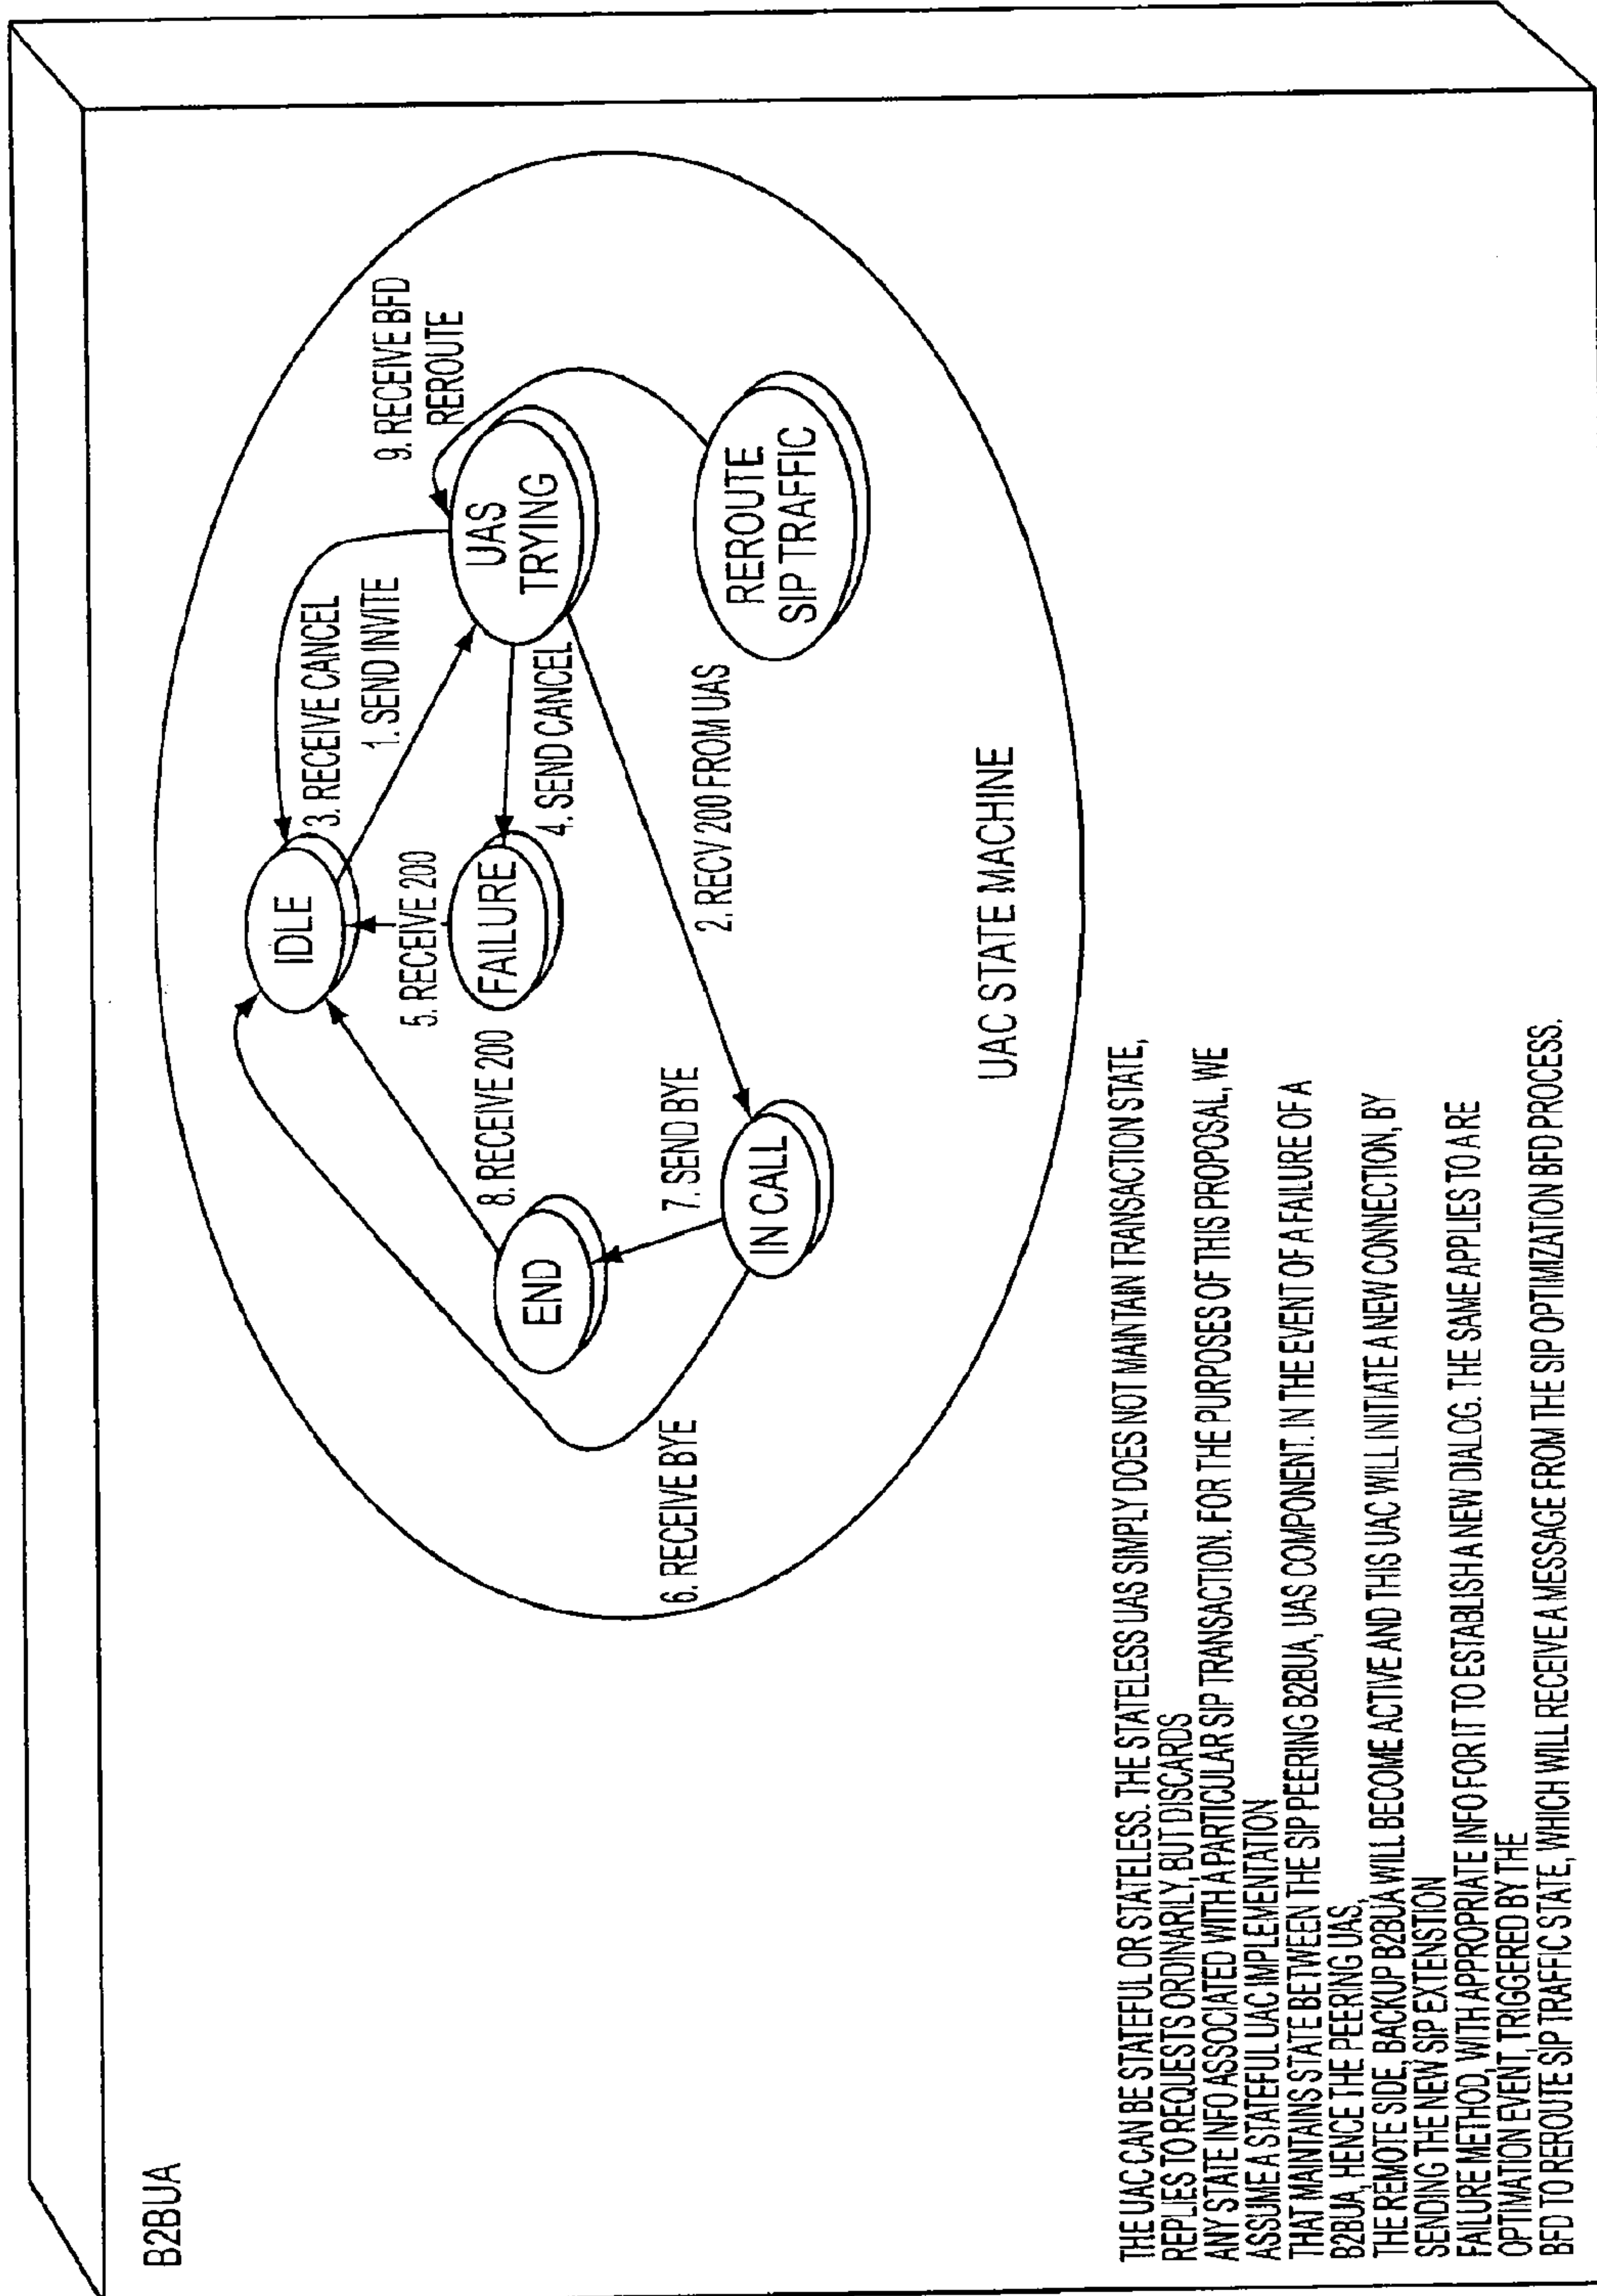 B2BUA
IDLE
3. RECEIVE CANCEL
1. SEND INVITE
9. RECEIVE BFD
REROUTE
5. RECEIVE 200
8. RECEIVE 200
FAILURE
UAS
TRYING
4. SEND CANCEL
END
7. SEND BYE
6. RECEIVE BYE
2. RECV 200 FROM UAS
IN CALL
REROUTE
SIP TRAFFIC
UAC STATE MACHINE
THE UAC CAN BE STATEFUL OR STATELESS. THE STATELESS UAS SIMPLY DOES NOT MAINTAIN TRANSACTION STATE,
REPLIES TO REQUESTS ORDINARILY, BUT DISCARDS
ANY STATE INFO ASSOCIATED WITH A PARTICULAR SIP TRANSACTION. FOR THE PURPOSES OF THIS PROPOSAL, WE
ASSUME A STATEFUL UAC IMPLEMENTATION
THAT MAINTAINS STATE BETWEEN THE SIP PEERING B2BUA, UAS COMPONENT. IN THE EVENT OF A FAILURE OF A
B2BUA, HENCE THE PEERING UAS,
THE REMOTE SIDE, BACKUP B2BUA WILL BECOME ACTIVE AND THIS UAC WILL INITIATE A NEW CONNECTION, BY
SENDING THE NEW SIP EXTENSTION
FAILURE METHOD, WITH APPROPRIATE INFO FOR IT TO ESTABLISH A NEW DIALOG. THE SAME APPLIES TO A RE
OPTIMATION EVENT, TRIGGERED BY THE
BFD TO REROUTE SIP TRAFFIC STATE, WHICH WILL RECEIVE A MESSAGE FROM THE SIP OPTIMIZATION BFD PROCESS.